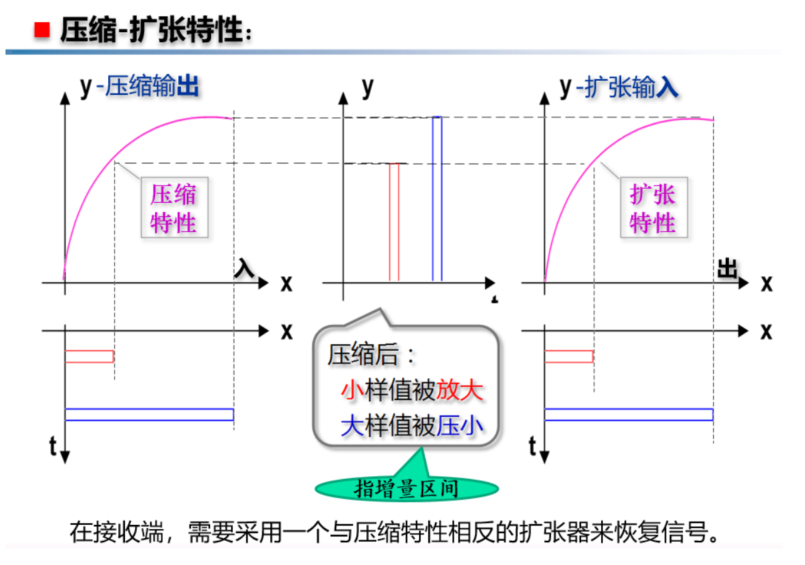 压缩-扩张特性：
y -压缩输出
y
y -扩张输入
压缩
特性
扩张
特性
入
x
t
出
x
x
x
压缩后：
小样值被放大
大样值被压小
t
t
指增量区间
在接收端，需要采用一个与压缩特性相反的扩张器来恢复信号。